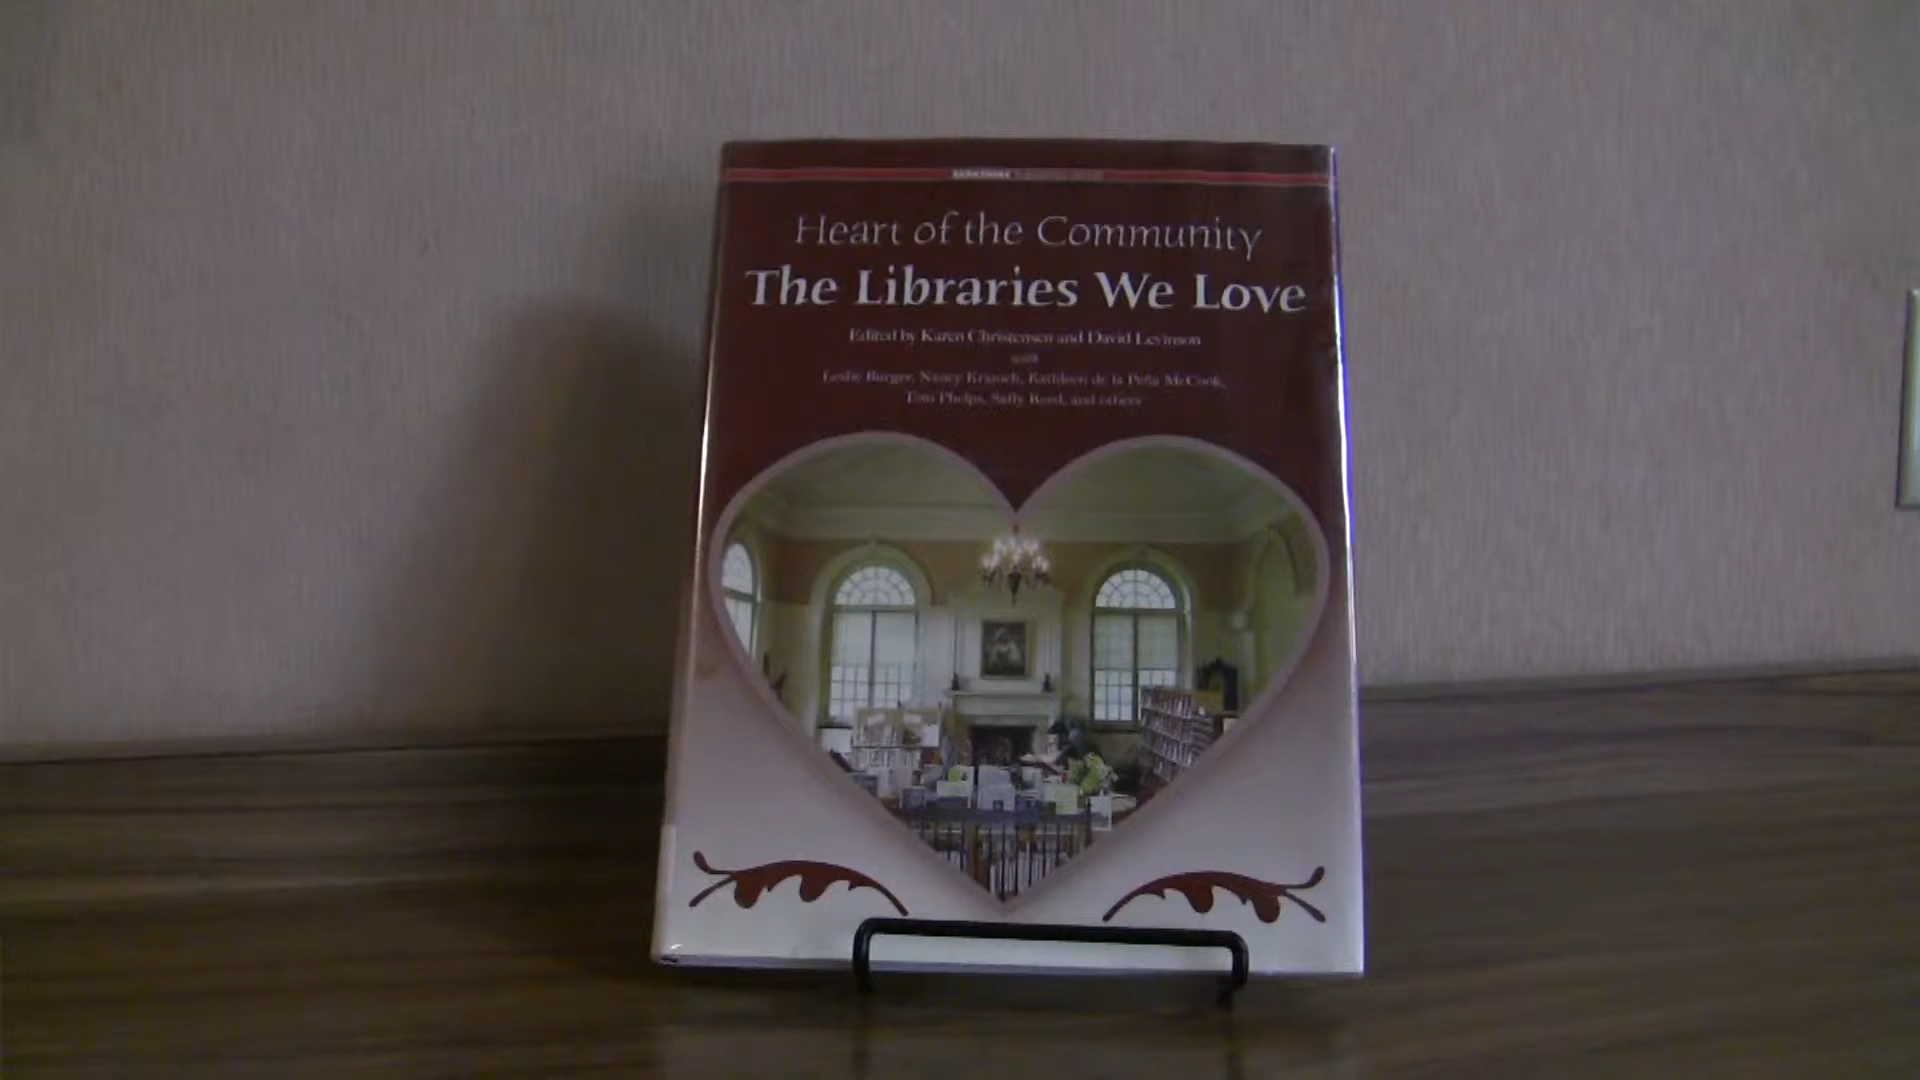 BERKSHIRE
Heart of the Community
The Libraries We Love
Edited by Karen Christensen and David Levinson
with
Leslie Burger, Nancy Kranich, Kathleen de la Peña McCook,
Tom Phelps, Sally Reed, and others